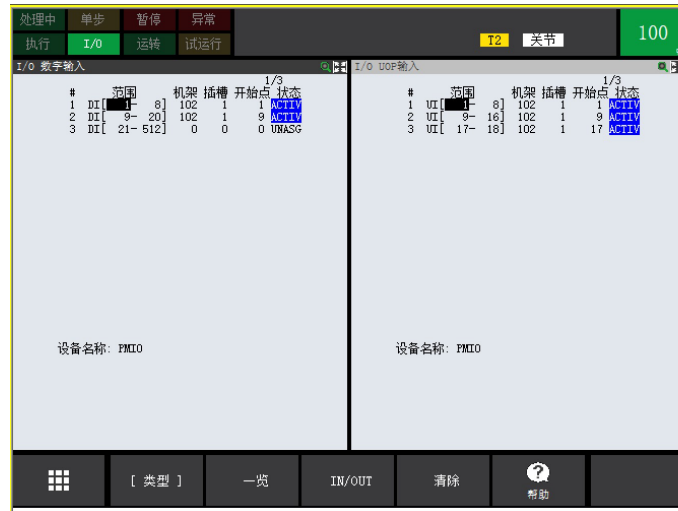 处理中 单步 暂停 异常
执行 I/O 运转 试运行 T2 关节 100
I/O 数字输入
1/3
# 范围 机架 插槽 开始点 状态
1 DI[ 1- 8] 102 1 1 ACTIV
2 DI[ 9- 20] 102 1 9 ACTIV
3 DI[ 21- 512] 0 0 0 UNASG
设备名称: PMIO
I/O UOP输入
1/3
# 范围 机架 插槽 开始点 状态
1 UI[ 1- 8] 102 1 1 ACTIV
2 UI[ 9- 16] 102 1 9 ACTIV
3 UI[ 17- 18] 102 1 17 ACTIV
设备名称: PMIO
[ 类型 ] 一览 IN/OUT 清除 帮助